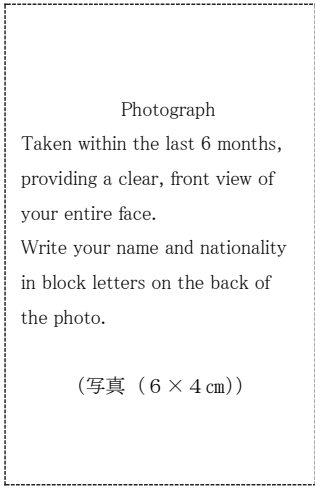 Photograph
Taken within the last 6 months,
providing a clear, front view of
your entire face.
Write your name and nationality
in block letters on the back of
the photo.
(写真（６×４㎝))